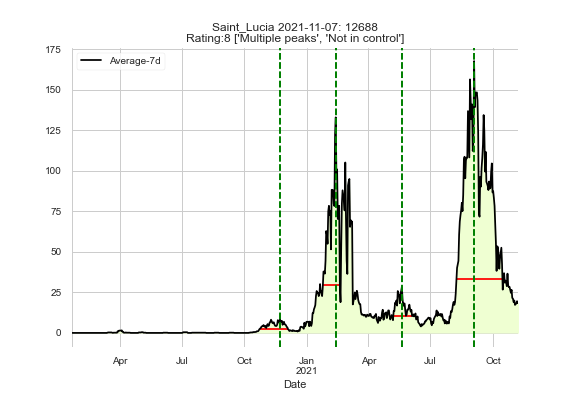 Saint_Lucia 2021-11-07: 12688
Rating:8 ['Multiple peaks', 'Not in control']
Average-7d
175
150
125
100
75
50
25
0
Apr
Jul
Oct
Jan
2021
Apr
Jul
Oct
Date